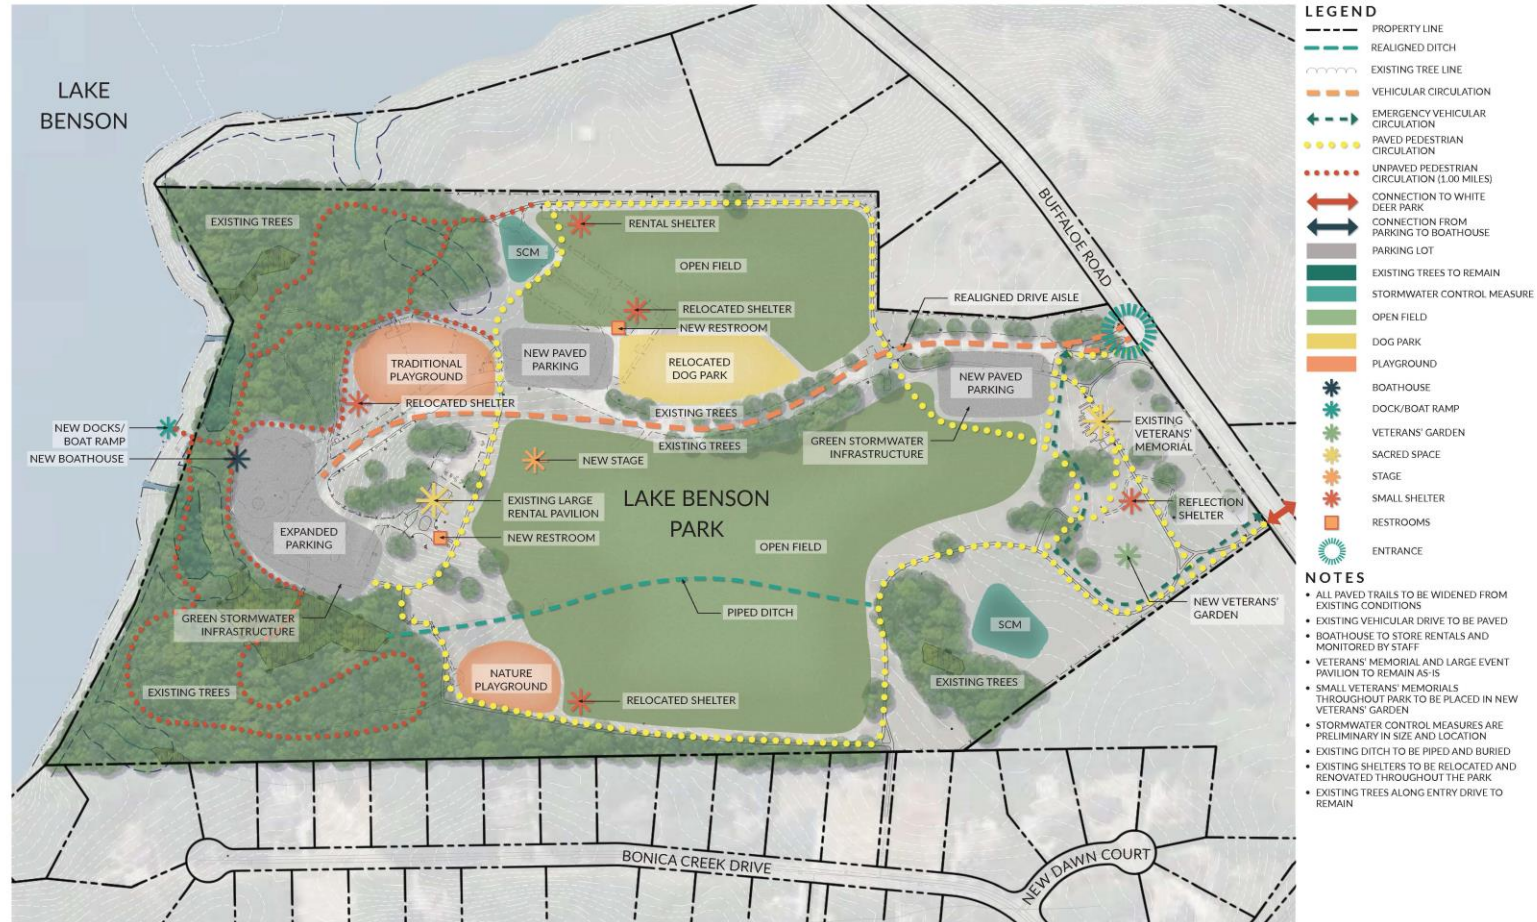 LAKE
BENSON
EXISTING TREES
SCM
RENTAL SHELTER
OPEN FIELD
BUFFALOE ROAD
REALIGNED DRIVE AISLE
RELOCATED SHELTER
NEW RESTROOM
TRADITIONAL
PLAYGROUND
NEW PAVED
PARKING
RELOCATED
DOG PARK
NEW PAVED
PARKING
RELOCATED SHELTER
EXISTING TREES
EXISTING TREES
NEW DOCKS/
BOAT RAMP
NEW BOATHOUSE
NEW STAGE
GREEN STORMWATER
INFRASTRUCTURE
EXISTING
VETERANS'
MEMORIAL
EXISTING LARGE
RENTAL PAVILION
LAKE BENSON
PARK
REFLECTION
SHELTER
EXPANDED
PARKING
NEW RESTROOM
OPEN FIELD
GREEN STORMWATER
INFRASTRUCTURE
PIPED DITCH
SCM
NEW VETERANS'
GARDEN
EXISTING TREES
NATURE
PLAYGROUND
RELOCATED SHELTER
EXISTING TREES
BONICA CREEK DRIVE
NEW DAWN COURT
LEGEND
PROPERTY LINE
REALIGNED DITCH
EXISTING TREE LINE
VEHICULAR CIRCULATION
EMERGENCY VEHICULAR
CIRCULATION
PAVED PEDESTRIAN
CIRCULATION
UNPAVED PEDESTRIAN
CIRCULATION (1.00 MILES)
CONNECTION TO WHITE
DEER PARK
CONNECTION FROM
PARKING TO BOATHOUSE
PARKING LOT
EXISTING TREES TO REMAIN
STORMWATER CONTROL MEASURE
OPEN FIELD
DOG PARK
PLAYGROUND
BOATHOUSE
DOCK/BOAT RAMP
VETERANS' GARDEN
SACRED SPACE
STAGE
SMALL SHELTER
RESTROOMS
ENTRANCE
NOTES
• ALL PAVED TRAILS TO BE WIDENED FROM
EXISTING CONDITIONS
• EXISTING VEHICULAR DRIVE TO BE PAVED
• BOATHOUSE TO STORE RENTALS AND
MONITORED BY STAFF
• VETERANS' MEMORIAL AND LARGE EVENT
PAVILION TO REMAIN AS-IS
• SMALL VETERANS' MEMORIALS
THROUGHOUT PARK TO BE PLACED IN NEW
VETERANS' GARDEN
• STORMWATER CONTROL MEASURES ARE
PRELIMINARY IN SIZE AND LOCATION
• EXISTING DITCH TO BE PIPED AND BURIED
• EXISTING SHELTERS TO BE RELOCATED AND
RENOVATED THROUGHOUT THE PARK
• EXISTING TREES ALONG ENTRY DRIVE TO
REMAIN